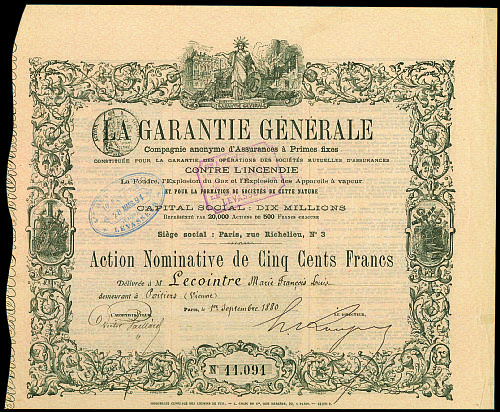 LA GARANTIE GÉNÉRALE
Compagnie anonyme d'Assurances à Primes fixes
CONSTITUÉE POUR LA GARANTIE DES OPÉRATIONS DES SOCIÉTÉS MUTUELLES D'ASSURANCES
CONTRE L'INCENDIE
La Foudre, l'Explosion du Gaz et l'Explosion des Appareils à vapeur
ET POUR LA FORMATION DE SOCIÉTÉS DE CETTE NATURE
CAPITAL SOCIAL: DIX MILLIONS
REPRÉSENTÉ PAR 20,000 ACTIONS DE 500 FRANCS CHACUNE
Siège social : Paris, rue Richelieu, No 3
Action Nominative de Cinq Cents Francs
Délivrée à M. Lecointre Marie François Louis
demeurant à Poitiers (Vienne)
Paris, le 1er Septembre 1880
L'ADMINISTRATEUR,
LE DIRECTEUR,
No 11.091